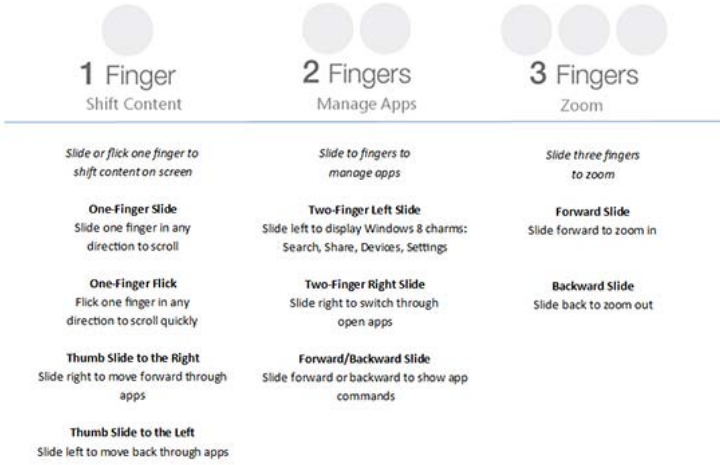 1 Finger
Shift Content
Slide or flick one finger to
shift content on screen
One-Finger Slide
Slide one finger in any
direction to scroll
One-Finger Flick
Flick one finger in any
direction to scroll quickly
Thumb Slide to the Right
Slide right to move forward through
apps
Thumb Slide to the Left
Slide left to move back through apps
2 Fingers
Manage Apps
Slide to fingers to
manage apps
Two-Finger Left Slide
Slide left to display Windows 8 charms:
Search, Share, Devices, Settings
Two-Finger Right Slide
Slide right to switch through
open apps
Forward/Backward Slide
Slide forward or backward to show app
commands
3 Fingers
Zoom
Slide three fingers
to zoom
Forward Slide
Slide forward to zoom in
Backward Slide
Slide back to zoom out